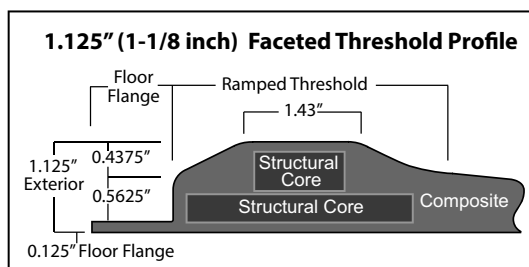 1.125” (1-1/8 inch) Faceted Threshold Profile
Floor
Flange
Ramped Threshold
1.43”
1.125”
Exterior
0.4375”
0.5625”
Structural
Core
Structural Core
Composite
0.125” Floor Flange